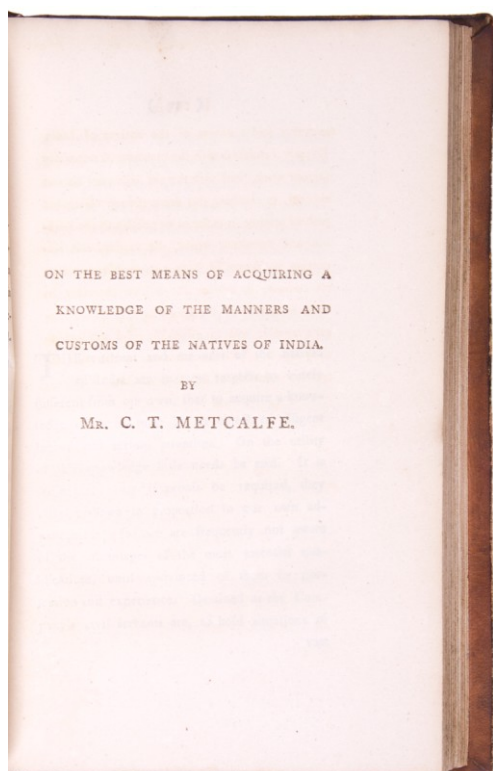 ON THE BEST MEANS OF ACQUIRING A
KNOWLEDGE OF THE MANNERS AND
CUSTOMS OF THE NATIVES OF INDIA.
BY
MR. C. T. METCALFE.